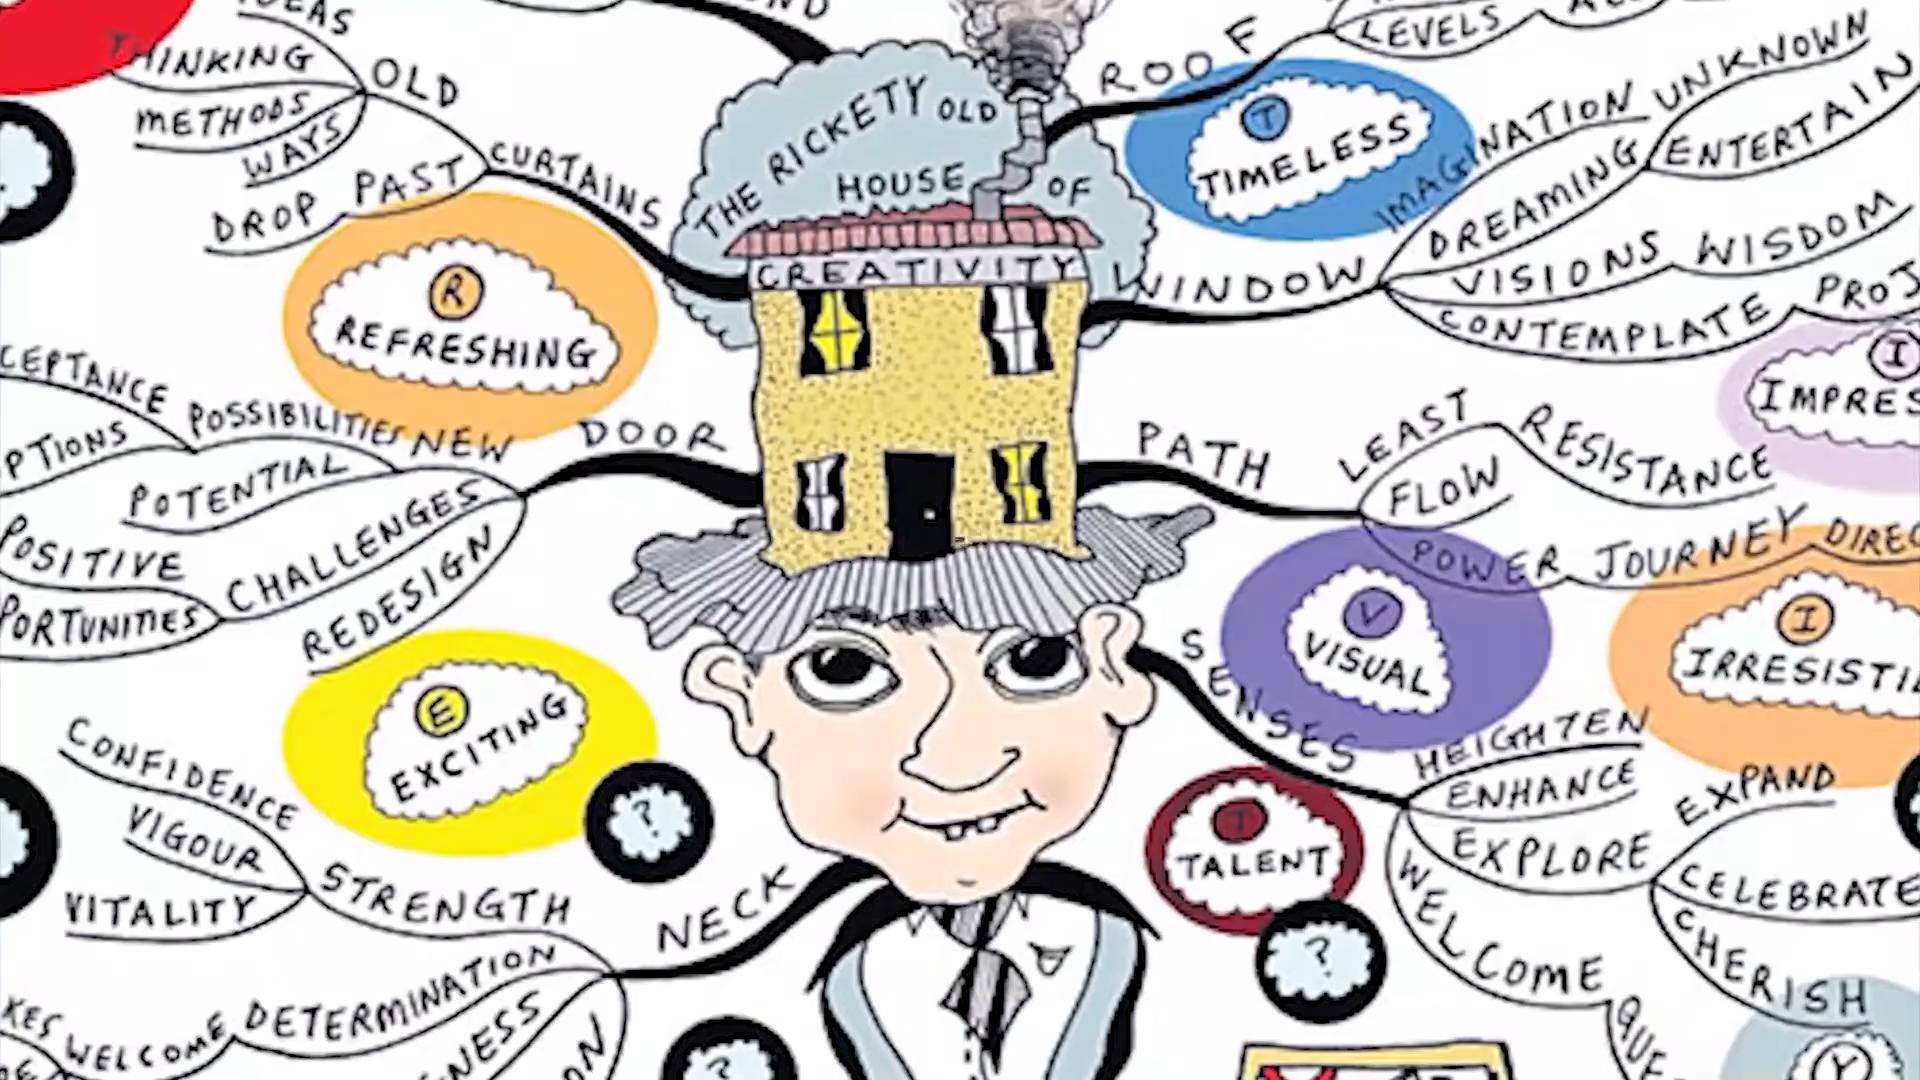 THE RICKETY OLD
HOUSE OF
CREATIVITY
THINKING
METHODS
WAYS
OLD
DROP PAST
CURTAINS
R
REFRESHING
POSSIBILITIES
NEW
POTENTIAL
POSITIVE
CHALLENGES
REDESIGN
DOOR
E
EXCITING
CONFIDENCE
VIGOUR
VITALITY
STRENGTH
NECK
WELCOME
DETERMINATION
?
?
ROOF
LEVELS
T
TIMELESS
IMAGINATION
UNKNOWN
DREAMING
ENTERTAIN
WINDOW
VISIONS
WISDOM
CONTEMPLATE
I
PATH
LEAST
RESISTANCE
FLOW
POWER
JOURNEY
V
VISUAL
I
SENSES
HEIGHTEN
ENHANCE
EXPLORE
EXPAND
CELEBRATE
CHERISH
WELCOME
T
TALENT
?
Y